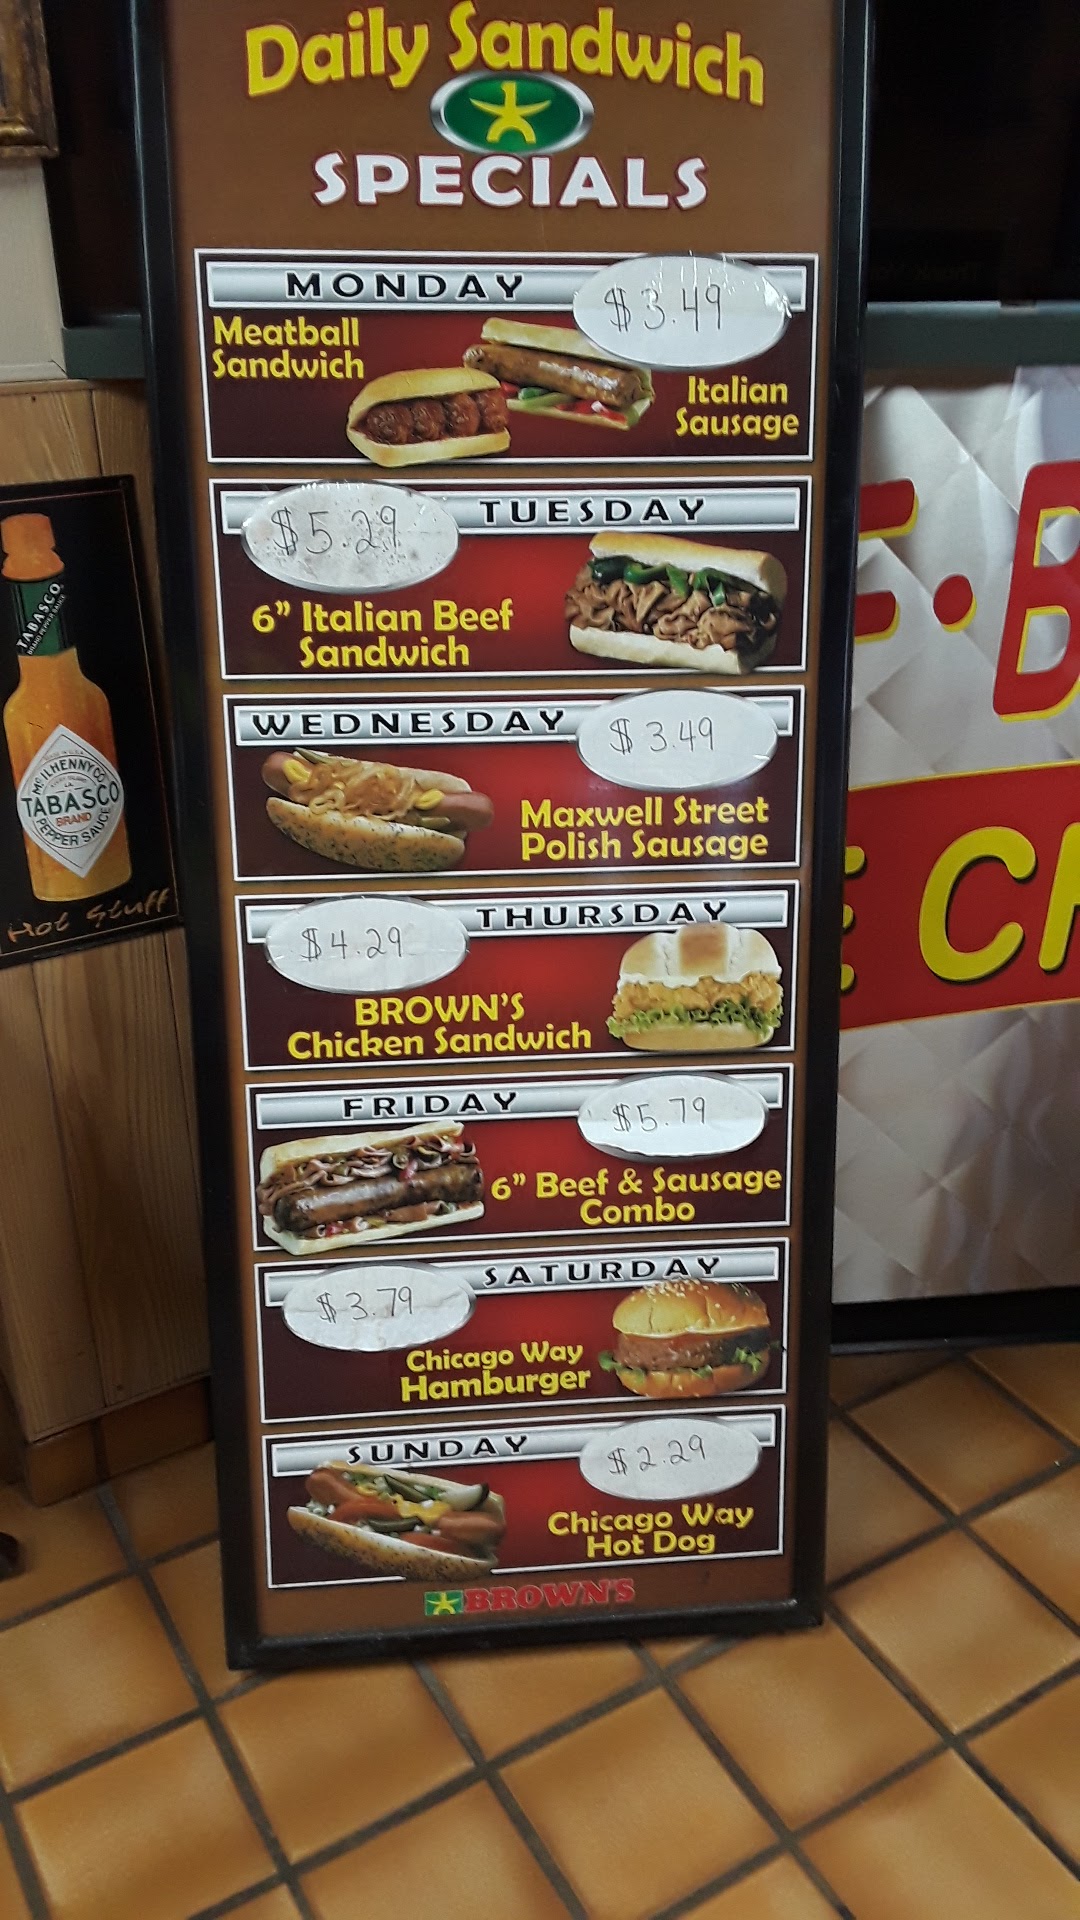 Daily Sandwich
SPECIALS
MONDAY
$3.49
Meatball
Sandwich
Italian
Sausage
$5.29
TUESDAY
6" Italian Beef
Sandwich
WEDNESDAY
$3.49
Maxwell Street
Polish Sausage
$4.29
THURSDAY
BROWN'S
Chicken Sandwich
FRIDAY
$5.79
6" Beef & Sausage
Combo
$3.79
SATURDAY
Chicago Way
Hamburger
SUNDAY
$2.29
Chicago Way
Hot Dog
BROWN'S
TABASCO
BRAND PEPPER SAUCE
McILHENNY CO
TABASCO
BRAND
PEPPER SAUCE
Hot Stuff